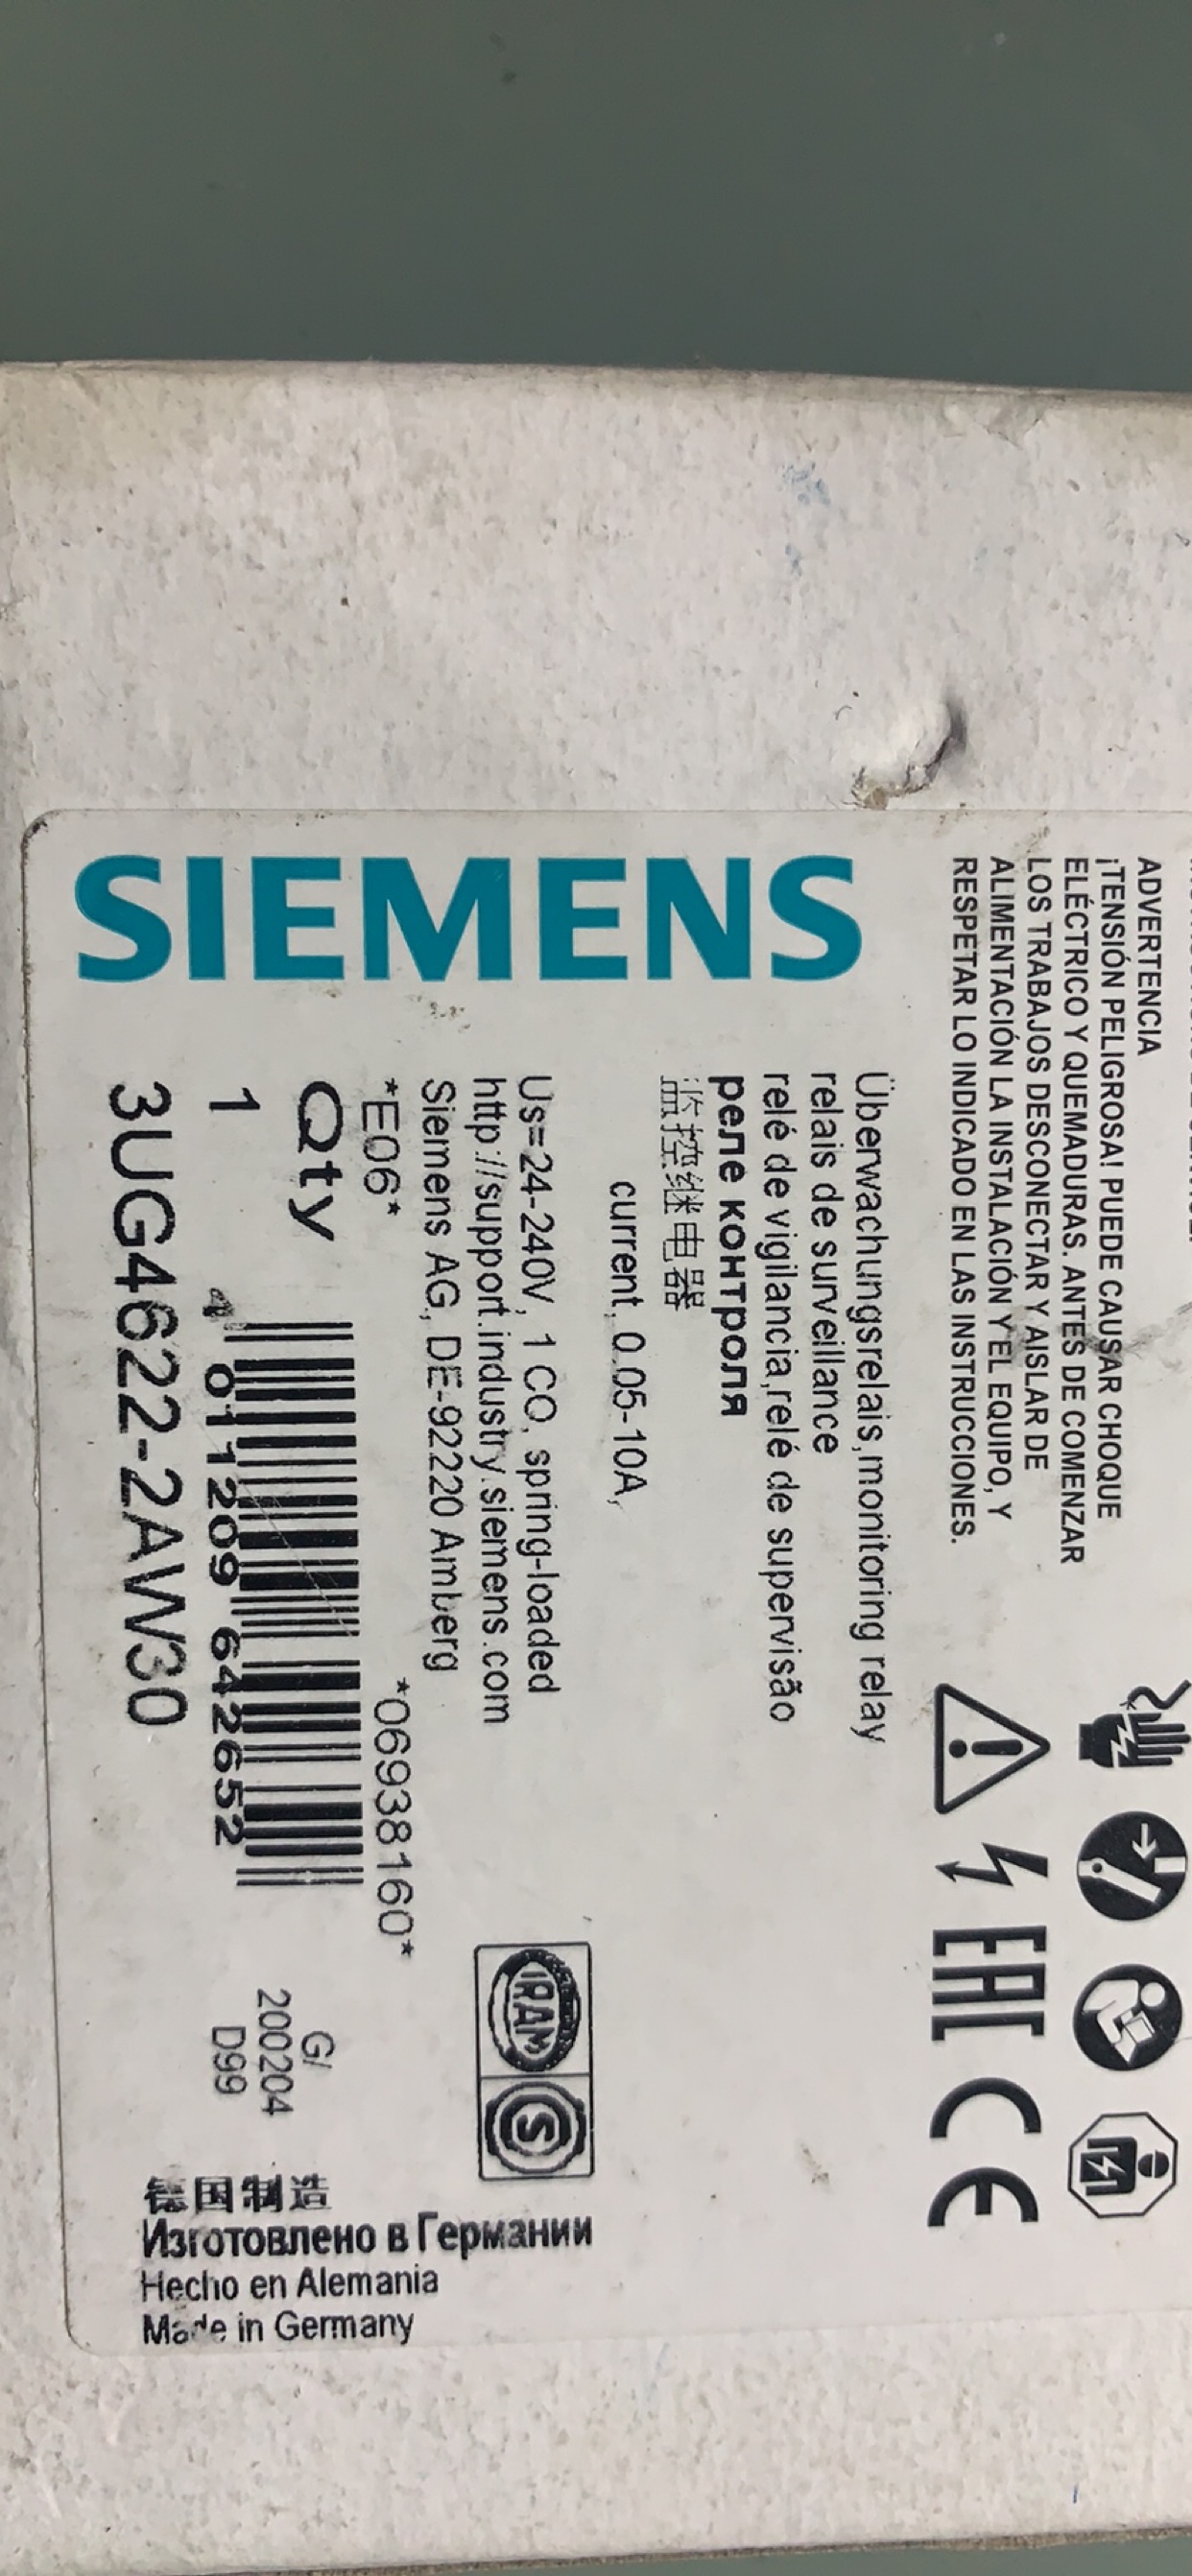 ADVERTENCIA
¡TENSIÓN PELIGROSA! PUEDE CAUSAR CHOQUE
ELÉCTRICO Y QUEMADURAS. ANTES DE COMENZAR
LOS TRABAJOS DESCONECTAR Y AISLAR DE
ALIMENTACIÓN LA INSTALACIÓN Y EL EQUIPO, Y
RESPETAR LO INDICADO EN LAS INSTRUCCIONES.
EAC CE
SIEMENS
Überwachungsrelais,monitoring relay
relais de surveillance
relé de vigilancia,relé de supervisão
реле контроля
监控继电器
current, 0.05-10A,
Us=24-240V, 1 CO, spring-loaded
http://support.industry.siemens.com
Siemens AG, DE-92220 Amberg
*E06*
*06938160*
IRAM
S
Qty
1
4 011209 642652
3UG4622-2AW30
G/
200204
D99
德国制造
Изготовлено в Германии
Hecho en Alemania
Made in Germany